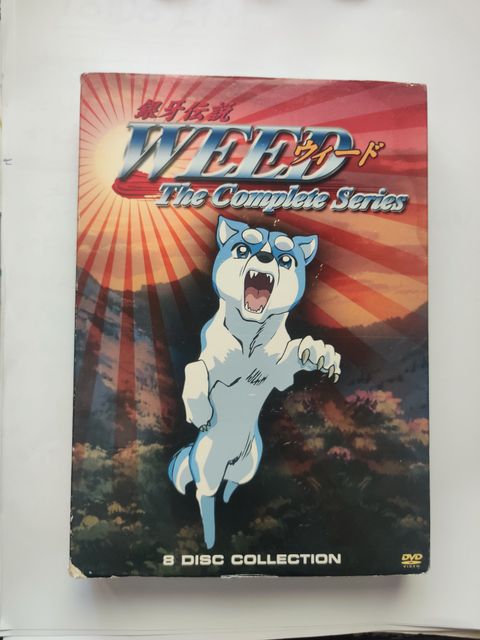 銀牙伝説
WEED
ウィード
The Complete Series
8 DISC COLLECTION
DVD
VIDEO